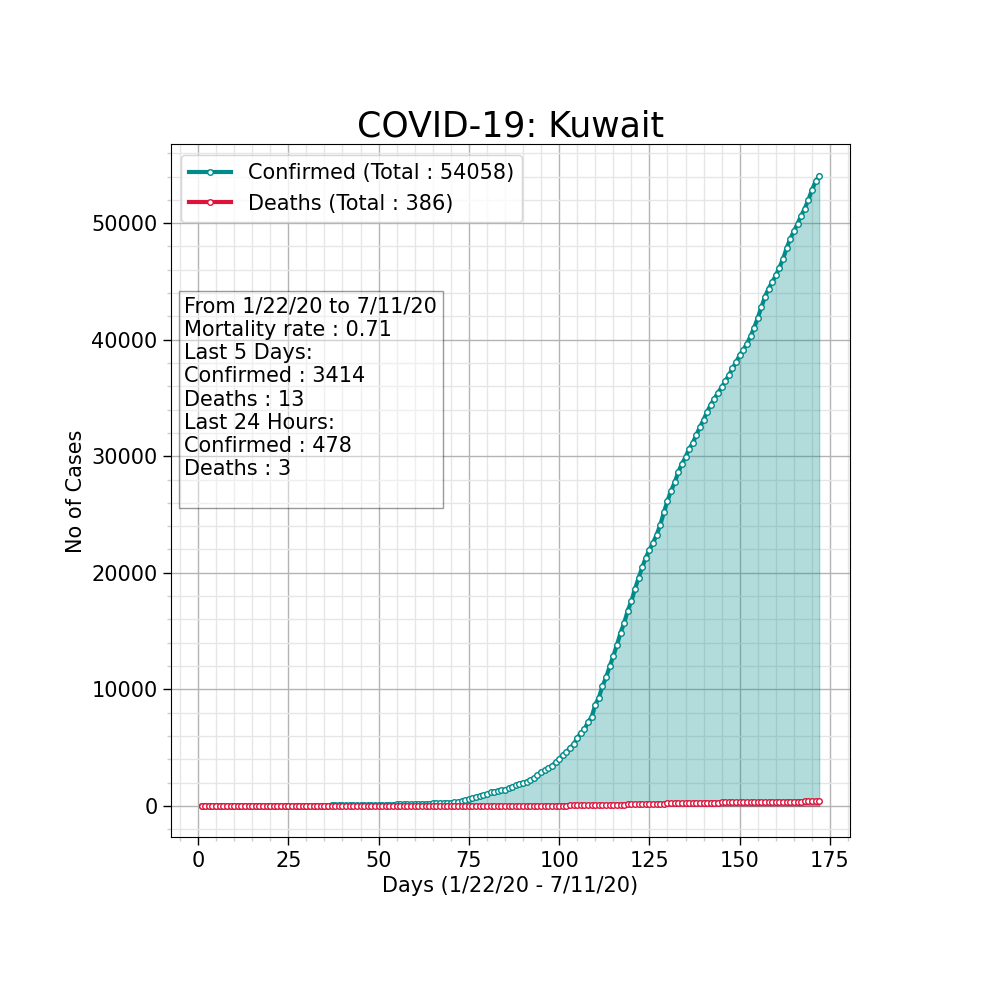 COVID-19: Kuwait
Confirmed (Total : 54058)
Deaths (Total : 386)
From 1/22/20 to 7/11/20
Mortality rate : 0.71
Last 5 Days:
Confirmed : 3414
Deaths : 13
Last 24 Hours:
Confirmed : 478
Deaths : 3
No of Cases
50000
40000
30000
20000
10000
0
0 25 50 75 100 125 150 175
Days (1/22/20 - 7/11/20)